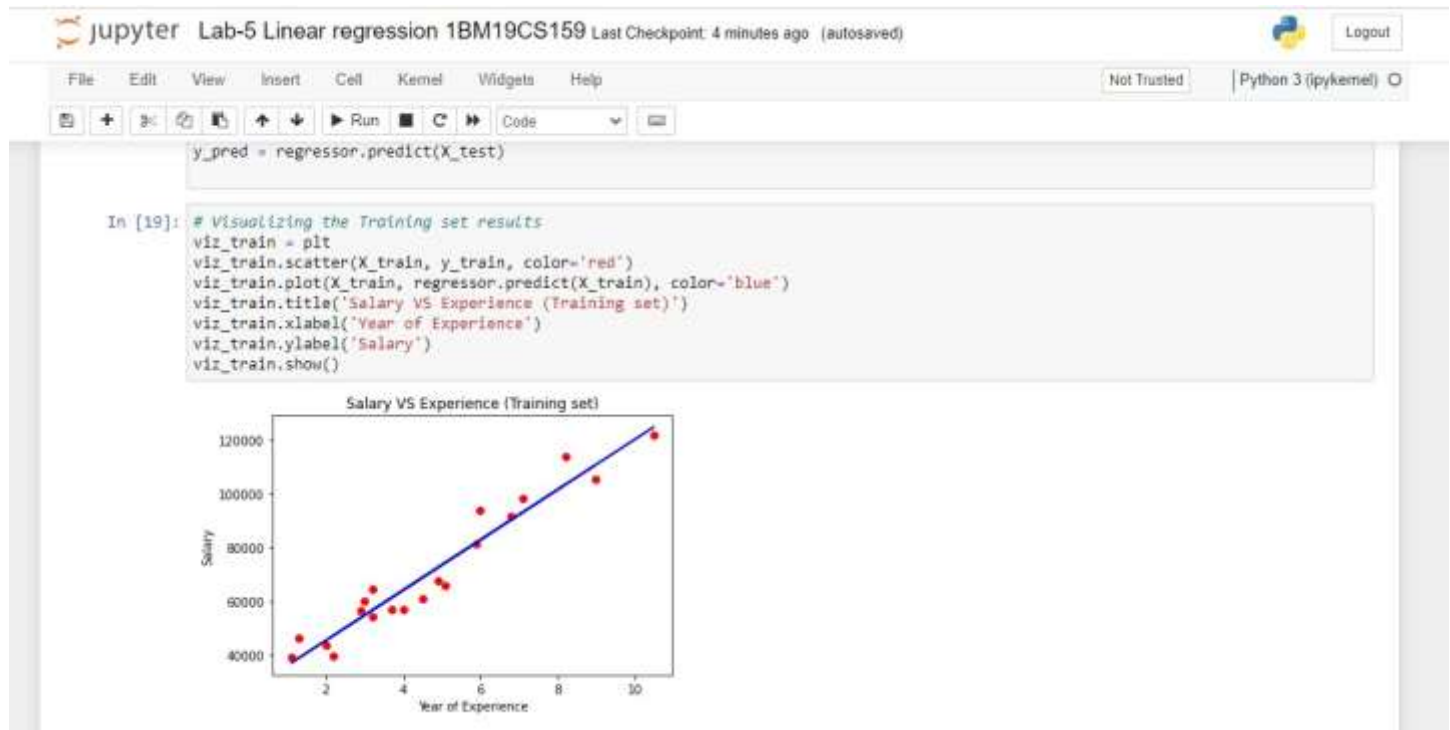 jupyter Lab-5 Linear regression 1BM19CS159 Last Checkpoint: 4 minutes ago (autosaved)
Logout
File Edit View Insert Cell Kernel Widgets Help
Not Trusted
Python 3 (ipykernel)
Run
Code
y_pred = regressor.predict(X_test)
In [19]: # Visualizing the Training set results
viz_train = plt
viz_train.scatter(X_train, y_train, color='red')
viz_train.plot(X_train, regressor.predict(X_train), color='blue')
viz_train.title('Salary VS Experience (Training set)')
viz_train.xlabel('Year of Experience')
viz_train.ylabel('Salary')
viz_train.show()
Salary VS Experience (Training set)
120000
100000
80000
60000
40000
Salary
2 4 6 8 10
Year of Experience